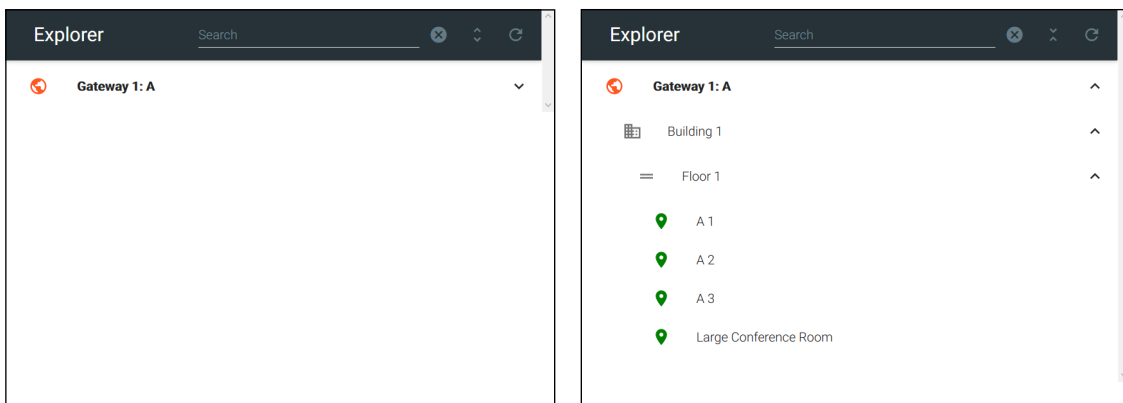 Explorer Search
Gateway 1: A
Explorer Search
Gateway 1: A
Building 1
Floor 1
A 1
A 2
A 3
Large Conference Room